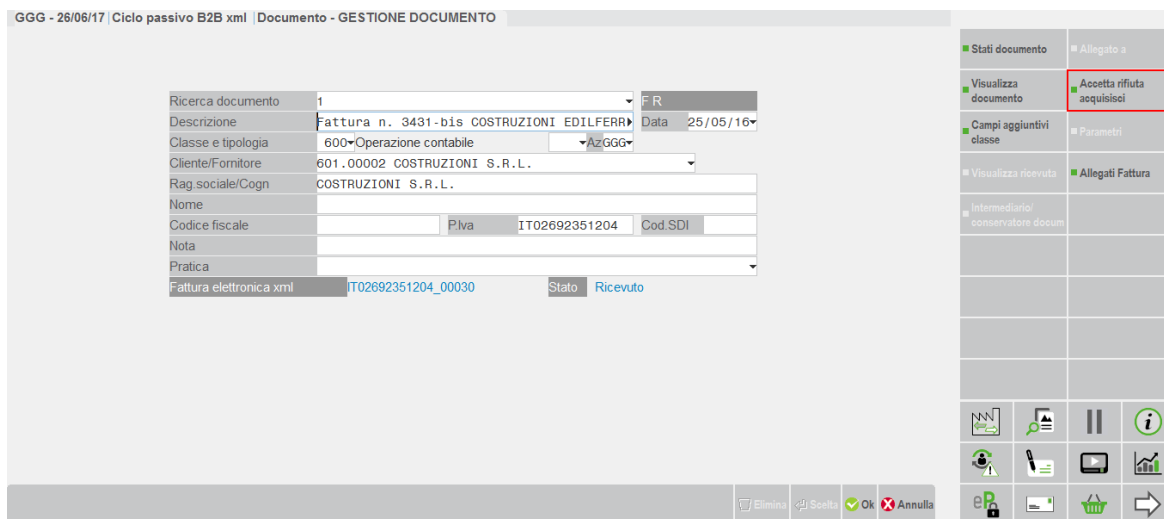 GGG - 26/06/17 Ciclo passivo B2B xml Documento - GESTIONE DOCUMENTO
Ricerca documento 1 F R
Descrizione Fattura n. 3431-bis COSTRUZIONI EDILFERR Data 25/05/16
Classe e tipologia 600 Operazione contabile Az GGG
Cliente/Fornitore 601.00002 COSTRUZIONI S.R.L.
Rag.sociale/Cogn COSTRUZIONI S.R.L.
Nome
Codice fiscale P.Iva IT02692351204 Cod.SDI
Nota
Pratica
Fattura elettronica xml IT02692351204_00030 Stato Ricevuto
Elimina Scelta Ok Annulla
Stati documento Allegato a
Visualizza
documento
Accetta rifiuta
acquisisci
Campi aggiuntivi
classe
Parametri
Visualizza ricevuta Allegati Fattura
Intermediario/
conservatore docum
i
eP